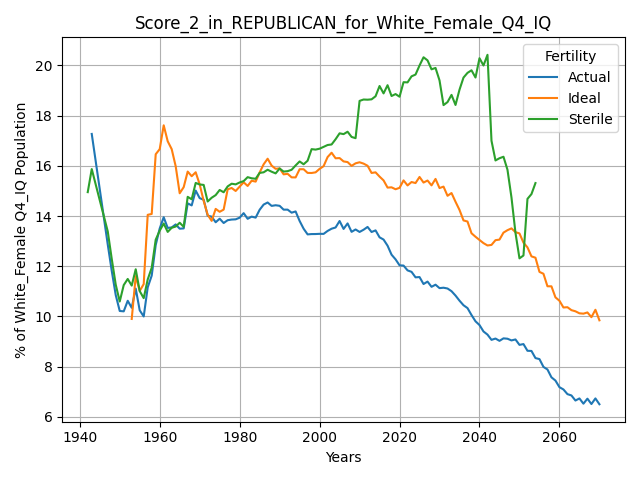 Score_2_in_REPUBLICAN_for_White_Female_Q4_IQ
% of White_Female Q4_IQ Population
20
18
16
14
12
10
8
6
Fertility
Actual
Ideal
Sterile
1940 1960 1980 2000 2020 2040 2060
Years